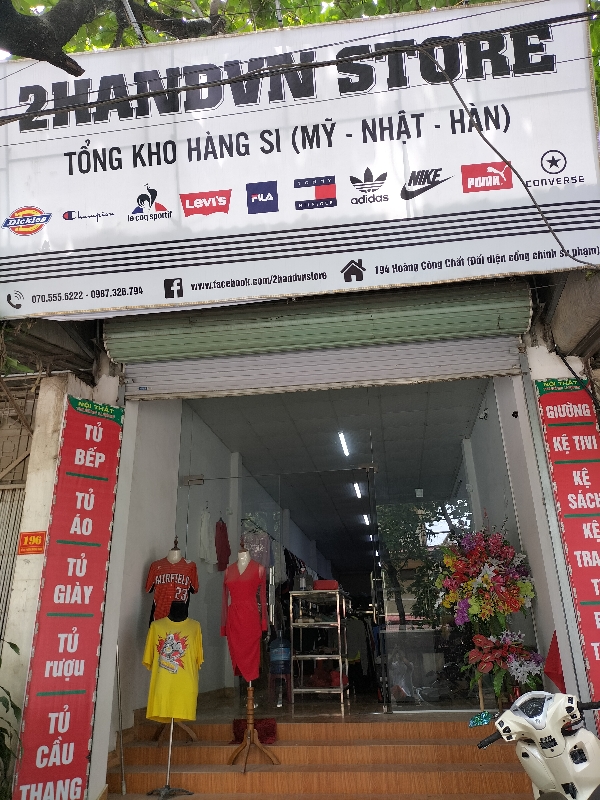 2HANDVN STORE
TỔNG KHO HÀNG SI (MỸ - NHẬT - HÀN)
Dickies
Champion
le coq sportif
LEVI'S
FILA
TOMMY
HILFIGER
adidas
NIKE
PUMA
CONVERSE
070.555.6222 - 0987.326.794
www.facebook.com/2handvnstore
194 Hoàng Công Chất (Đối diện cổng chính sư phạm)
NỘI THẤT
TỦ
BẾP
TỦ
ÁO
TỦ
GIÀY
TỦ
RƯỢU
TỦ
CẦU
THANG
196
FAIRFIELD
23
NỘI THẤT
GIƯỜNG
KỆ TIVI
KỆ
SÁCH
KỆ